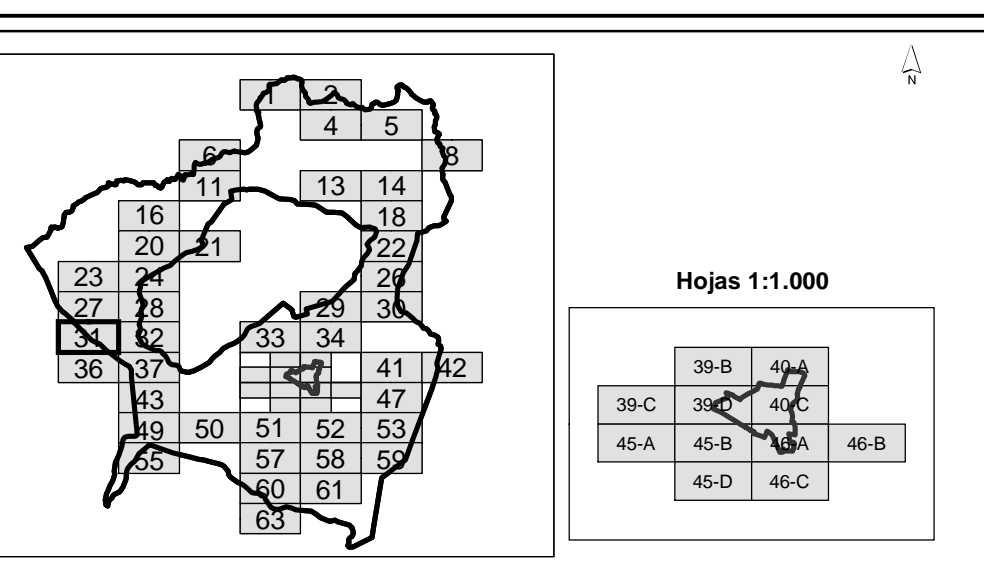 N
1 2
4 5
6 8
11 13 14
16 18
20 21 22
23 24 26
27 28 29 30
31 32 33 34
36 37 41 42
43 47
49 50 51 52 53
55 57 58 59
60 61
63
Hojas 1:1.000
39-B 40-A
39-C 39-D 40-C
45-A 45-B 46-A 46-B
45-D 46-C